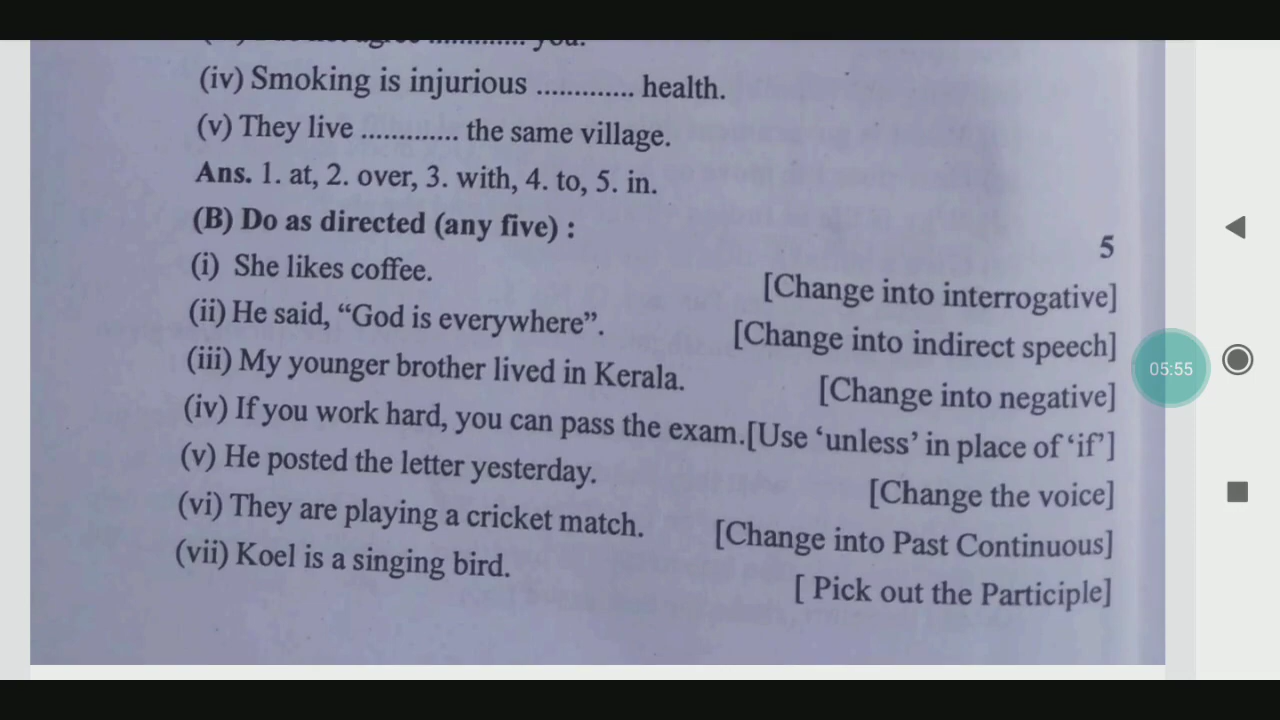 you.
(iv) Smoking is injurious ............. health.
(v) They live ............. the same village.
Ans. 1. at, 2. over, 3. with, 4. to, 5. in.
(B) Do as directed (any five) : 5
(i) She likes coffee. [Change into interrogative]
(ii) He said, “God is everywhere”. [Change into indirect speech]
(iii) My younger brother lived in Kerala. [Change into negative]
(iv) If you work hard, you can pass the exam.[Use ‘unless’ in place of ‘if’]
(v) He posted the letter yesterday. [Change the voice]
(vi) They are playing a cricket match. [Change into Past Continuous]
(vii) Koel is a singing bird. [ Pick out the Participle]
05:55